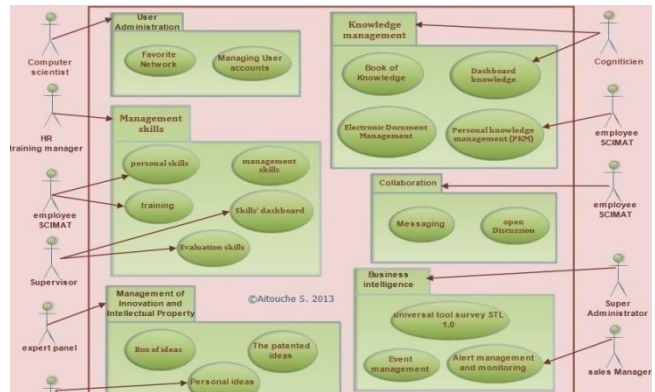 Computer
scientist
HR
training manager
employee
SCIMAT
Supervisor
expert panel
User
Administration
Favorite
Network
Managing User
accounts
Management
skills
personal skills
management
skills
training
Skills' dashboard
Evaluation skills
Management of
Innovation and
Intellectual Property
Box of ideas
The patented
ideas
Personal ideas
©Aitouche S. 2013
Knowledge
management
Book of
Knowledge
Dashboard
knowledge
Electronic Document
Management
Personal knowledge
management (PKM)
Collaboration
Messaging
open
Discussion
Business
intelligence
universal tool survey STL
1.0
Event
management
Alert management
and monitoring
Cogniticien
employee
SCIMAT
employee
SCIMAT
Super
Administrator
sales Manager